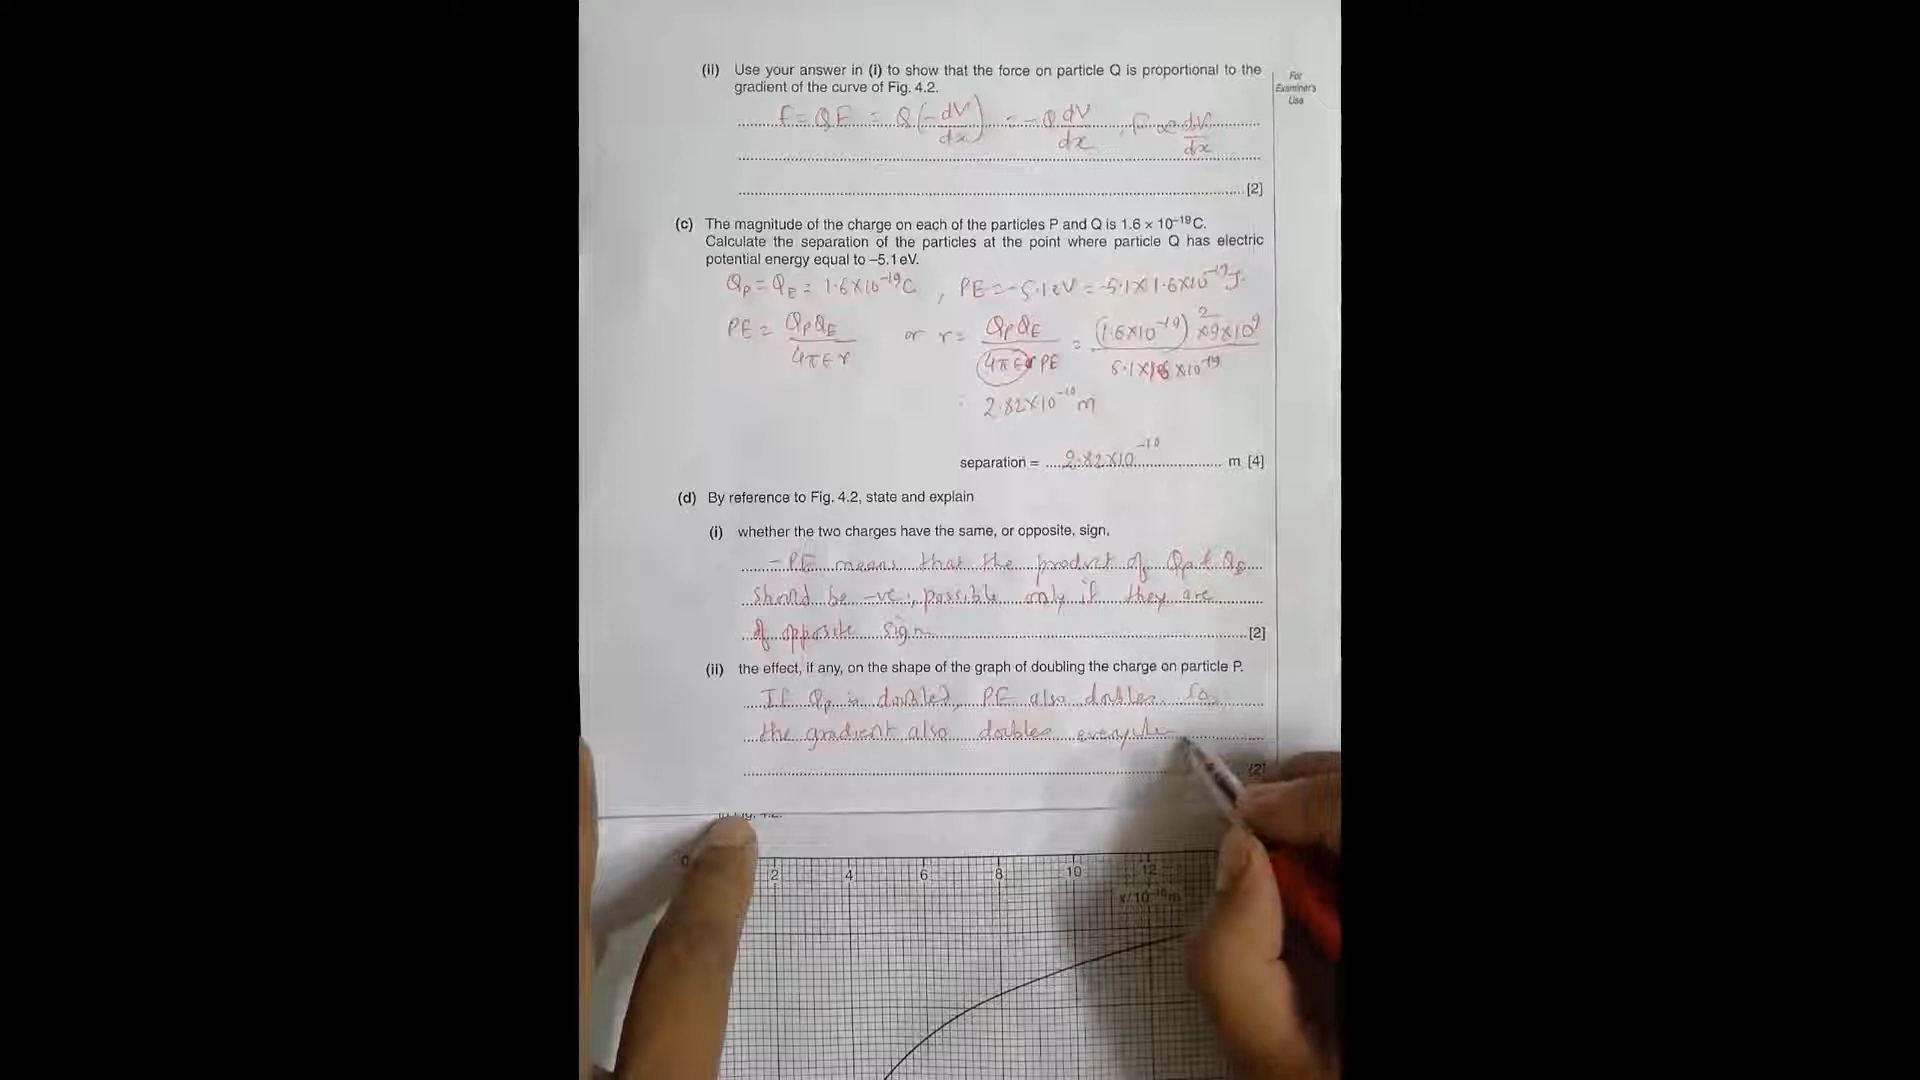 (ii) Use your answer in (i) to show that the force on particle Q is proportional to the
gradient of the curve of Fig. 4.2.
For
Examiner's
Use
F = QE = Q(-dV/dx) = -Q dV/dx, F ∝ dV/dx
[2]
(c) The magnitude of the charge on each of the particles P and Q is 1.6 × 10⁻¹⁹ C.
Calculate the separation of the particles at the point where particle Q has electric
potential energy equal to –5.1 eV.
Qp = QE = 1.6×10⁻¹⁹C, PE = -5.1eV = -5.1×1.6×10⁻¹⁹J
PE = QpQE/4πεr or r = QpQE/4πε PE = (1.6×10⁻¹⁹)²×9×10⁹/5.1×1.6×10⁻¹⁹
2.82×10⁻¹⁰ m
separation = 2.82×10⁻¹⁰ m [4]
(d) By reference to Fig. 4.2, state and explain
(i) whether the two charges have the same, or opposite, sign,
-PE means that the product of Qp &
should be -ve, possible only if they are
of opposite sign
[2]
(ii) the effect, if any, on the shape of the graph of doubling the charge on particle P.
If Qp is doubled, PE also doubles so
the gradient also doubles
[2]
0 2 4 6 8 10 12
x/10⁻¹⁰m